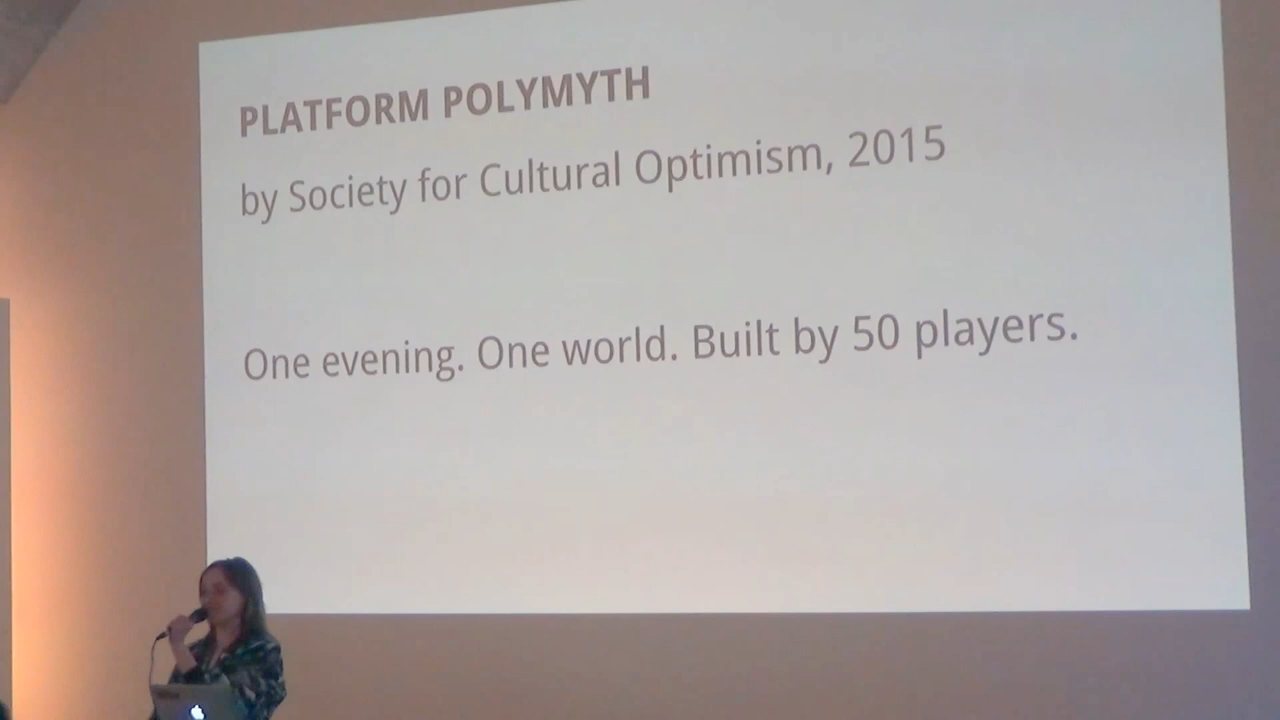 PLATFORM POLYMYTH
by Society for Cultural Optimism, 2015
One evening. One world. Built by 50 players.